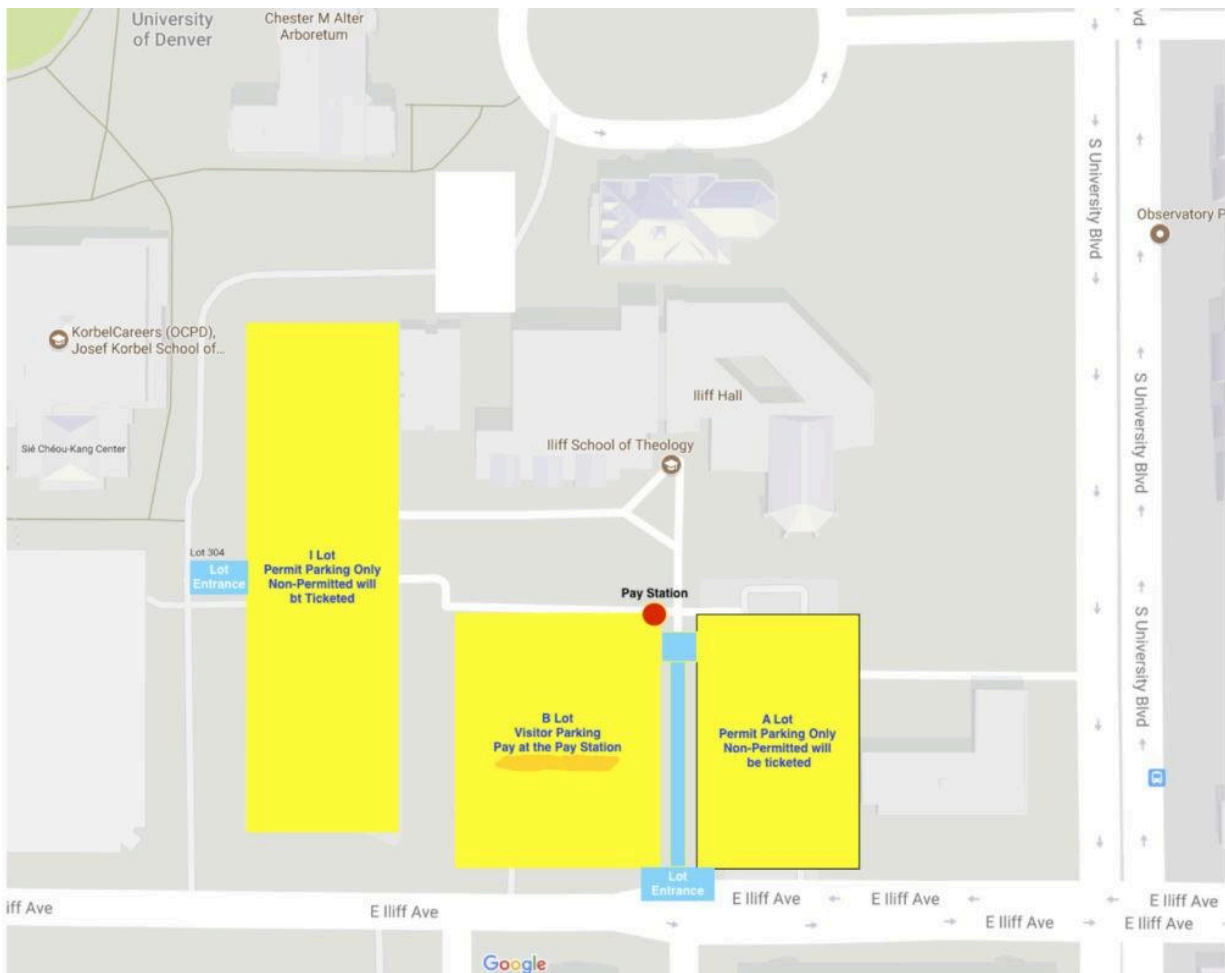 University
of Denver
Chester M Alter
Arboretum
vd
S University Blvd
Observatory P
KorbelCareers (OCPD),
Josef Korbel School of...
Iliff Hall
S University Blvd
Sié Chéou-Kang Center
Iliff School of Theology
Lot 304
Lot
Entrance
I Lot
Permit Parking Only
Non-Permitted will
bt Ticketed
Pay Station
S University Blvd
B Lot
Visitor Parking
Pay at the Pay Station
A Lot
Permit Parking Only
Non-Permitted will
be ticketed
Lot
Entrance
iff Ave
E Iliff Ave
E Iliff Ave
E Iliff Ave
E Iliff Ave
E Iliff Ave
E Iliff Ave
Google